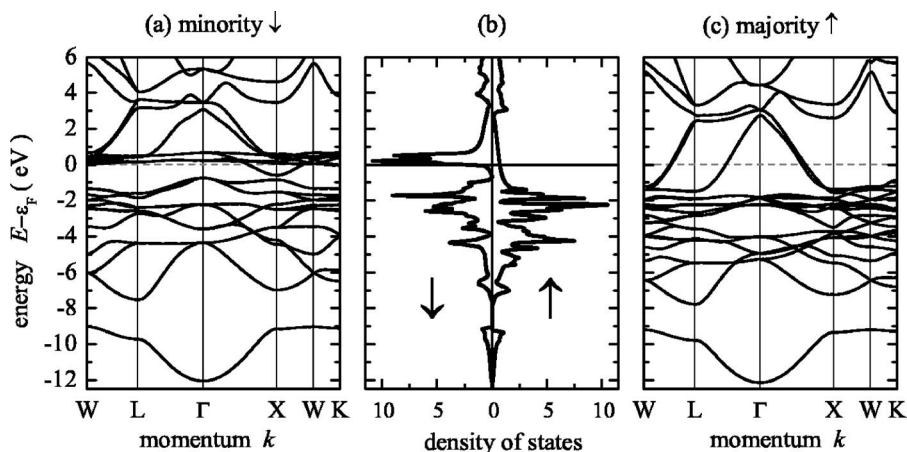 (a) minority ↓
(b)
(c) majority ↑
energy E−εF ( eV )
6
4
2
0
-2
-4
-6
-8
-10
-12
W L Γ X W K
10 5 0 5 10
W L Γ X W K
momentum k
density of states
momentum k